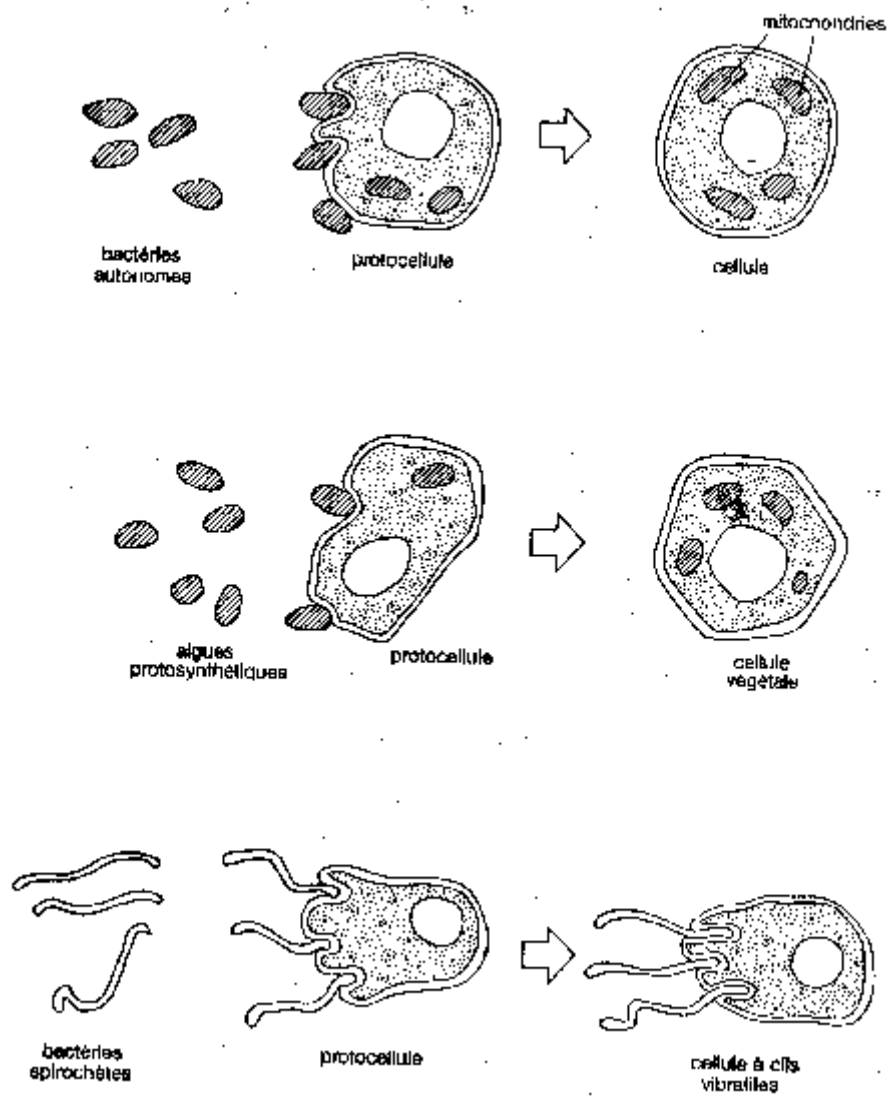 mitochondries
bactéries
autonomes
protocellule
cellule
algues
protosynthétiques
protocellule
cellule
végétale
bactéries
spirochètes
protocellule
cellule à cils
vibratiles